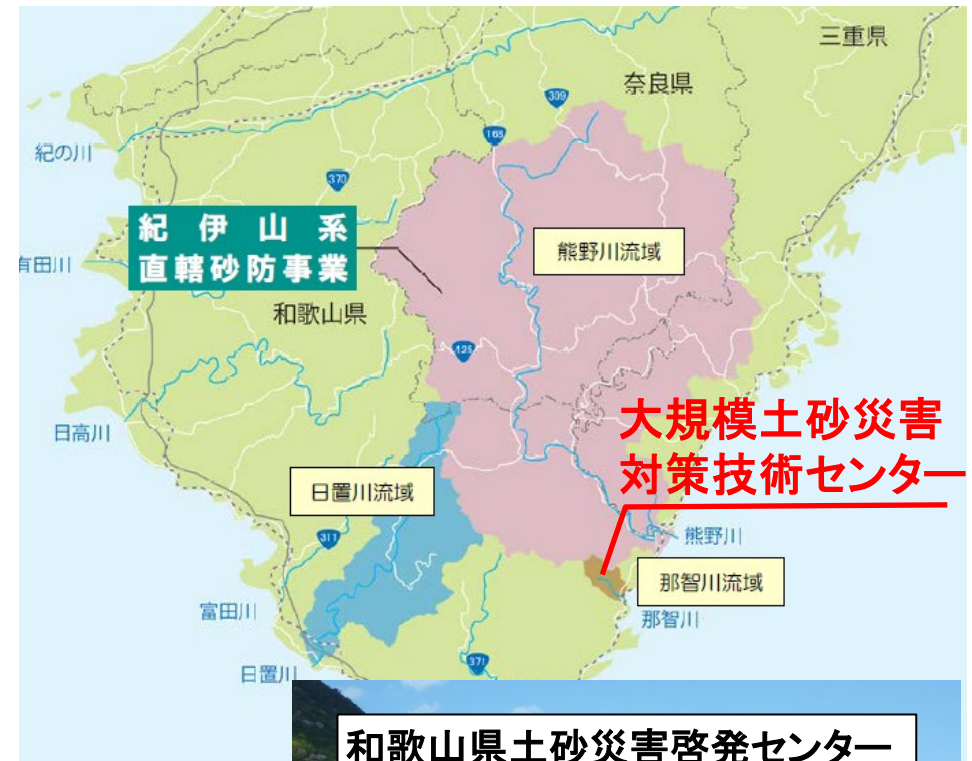 三重県
奈良県
309
168
紀の川
370
紀伊山系
直轄砂防事業
熊野川流域
有田川
和歌山県
425
大規模土砂災害
対策技術センター
日高川
日置川流域
311
熊野川
那智川流域
富田川
那智川
日置川
371
和歌山県土砂災害啓発センター